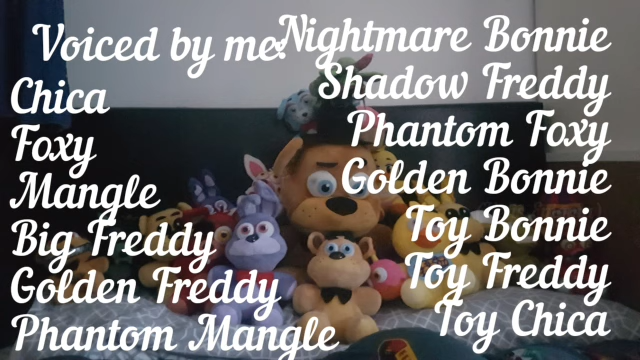 Voiced by me:
Chica
Foxy
Mangle
Big Freddy
Golden Freddy
Phantom Mangle
Nightmare Bonnie
Shadow Freddy
Phantom Foxy
Golden Bonnie
Toy Bonnie
Toy Freddy
Toy Chica